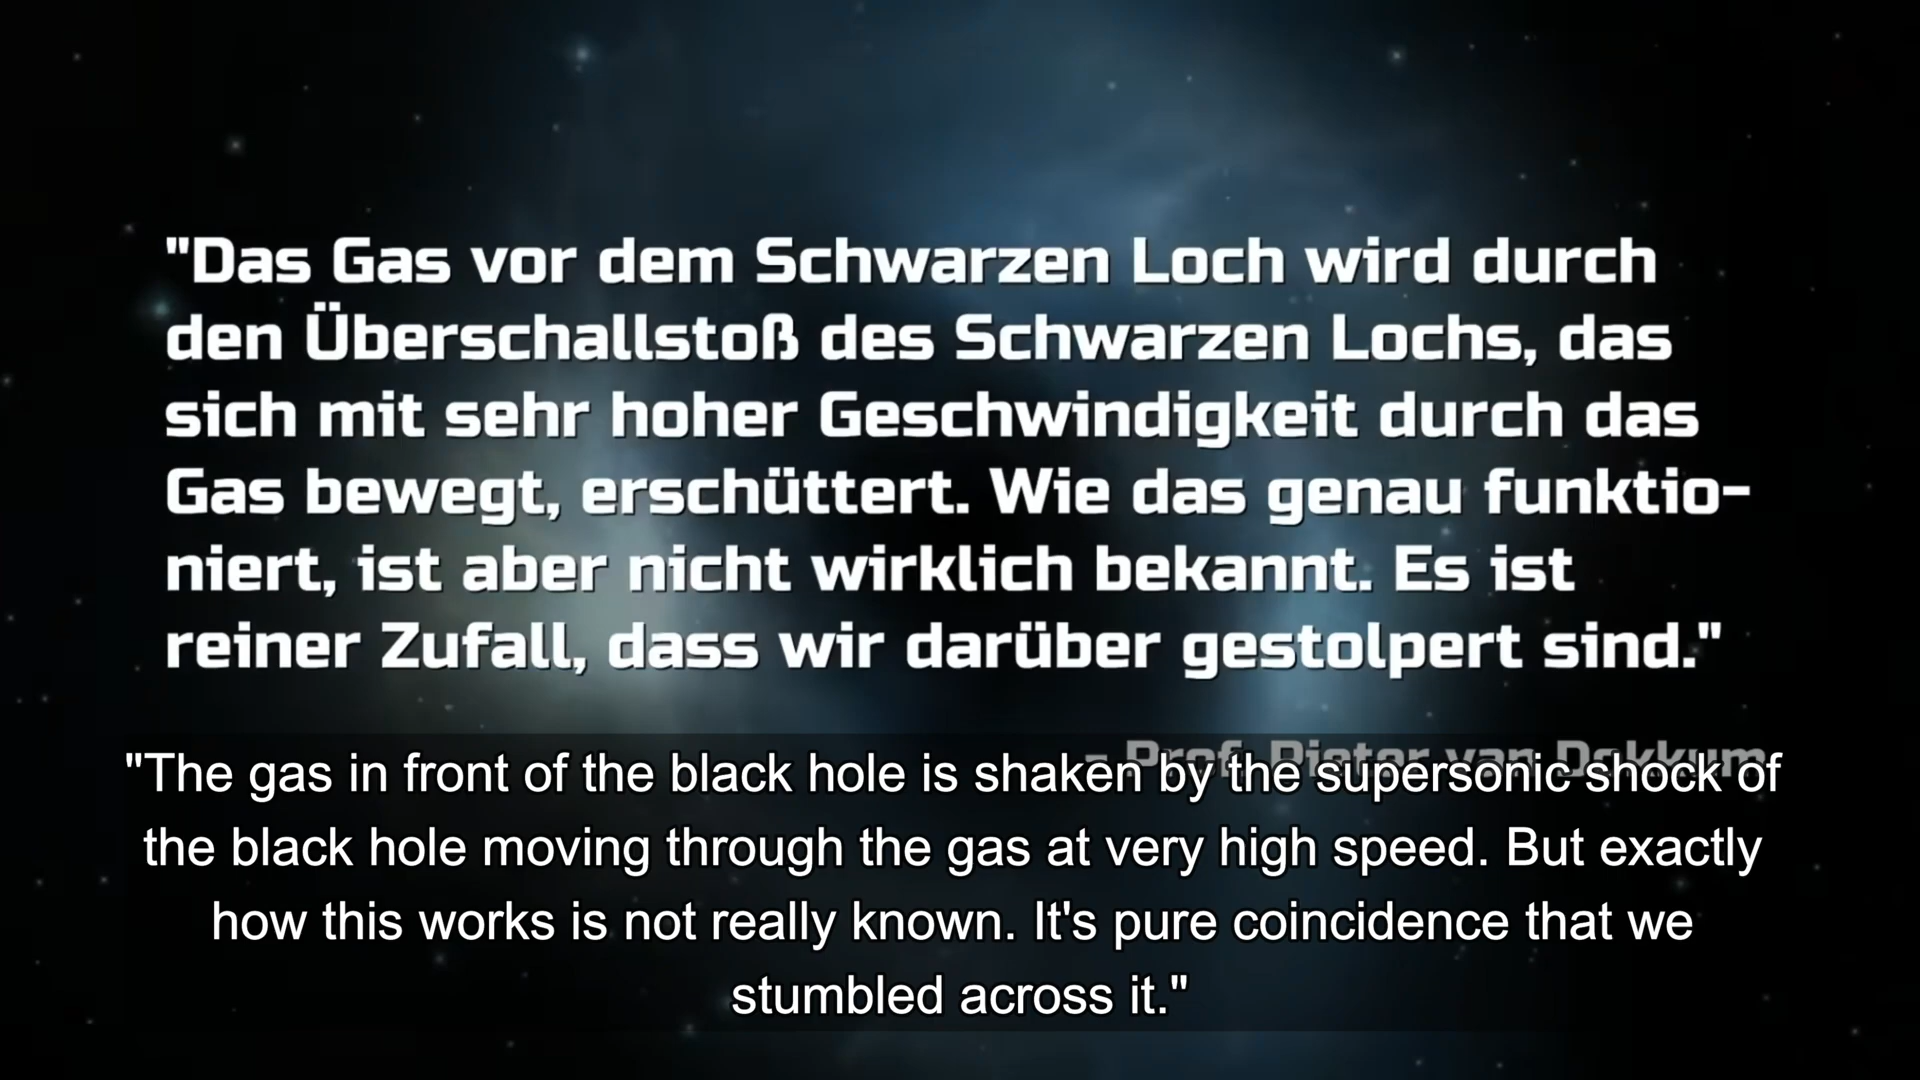 "Das Gas vor dem Schwarzen Loch wird durch
den Überschallstoß des Schwarzen Lochs, das
sich mit sehr hoher Geschwindigkeit durch das
Gas bewegt, erschüttert. Wie das genau funktio-
niert, ist aber nicht wirklich bekannt. Es ist
reiner Zufall, dass wir darüber gestolpert sind."
- Prof. Pieter van Dokkum
"The gas in front of the black hole is shaken by the supersonic shock of
the black hole moving through the gas at very high speed. But exactly
how this works is not really known. It's pure coincidence that we
stumbled across it."